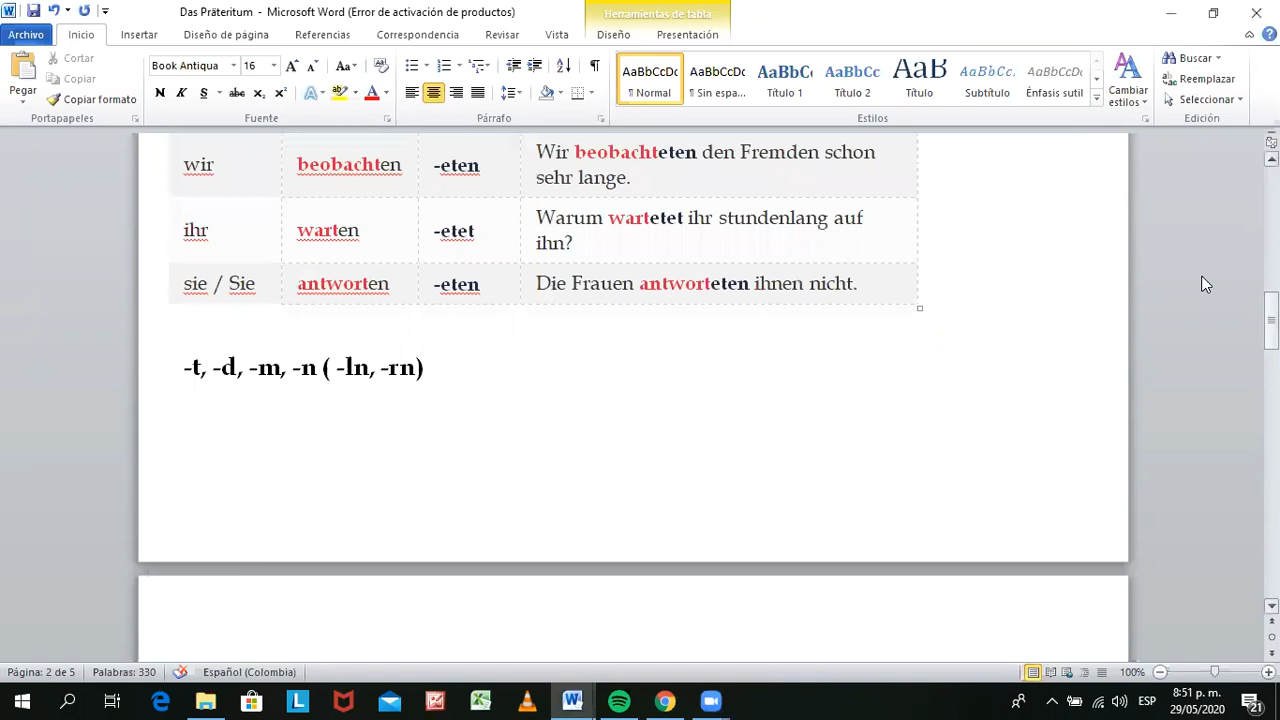 Das Präteritum - Microsoft Word (Error de activación de productos)
Herramientas de tabla
Archivo Inicio Insertar Diseño de página Referencias Correspondencia Revisar Vista Diseño Presentación
Pegar
Cortar
Copiar
Copiar formato
Portapapeles
Book Antiqua 16
N K S abc x₂ x²
Fuente
Párrafo
AaBbCcDc AaBbCcDc AaBbC AaBbCc AaB AaBbCc. AaBbCcDc
¶ Normal ¶ Sin espa... Título 1 Título 2 Título Subtítulo Énfasis sutil
Cambiar estilos
Estilos
Buscar
Reemplazar
Seleccionar
Edición
wir beobachten -eten Wir beobachteten den Fremden schon
sehr lange.
ihr warten -etet Warum wartetet ihr stundenlang auf
ihn?
sie / Sie antworten -eten Die Frauen antworteten ihnen nicht.
-t, -d, -m, -n ( -ln, -rn)
Página: 2 de 5 Palabras: 330 Español (Colombia) 100%
ESP 8:51 p. m.
29/05/2020 21